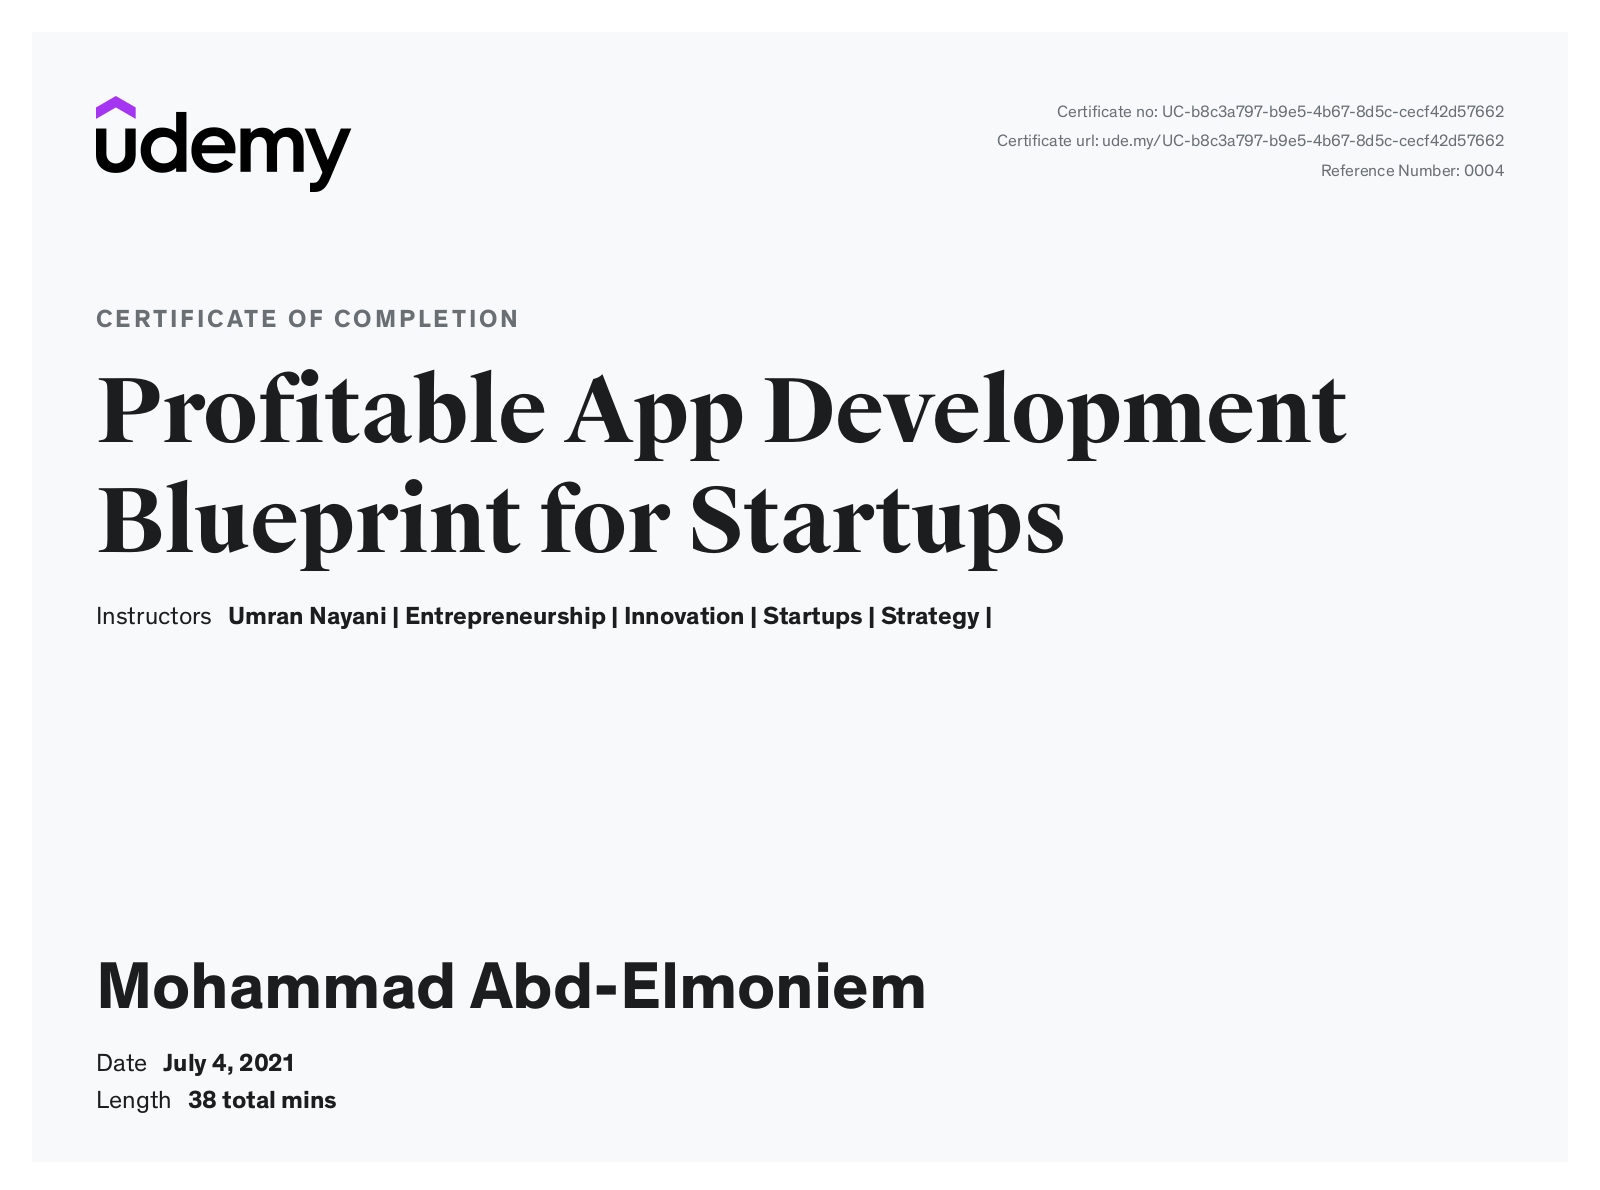 udemy
Certificate no: UC-b8c3a797-b9e5-4b67-8d5c-cecf42d57662
Certificate url: ude.my/UC-b8c3a797-b9e5-4b67-8d5c-cecf42d57662
Reference Number: 0004
CERTIFICATE OF COMPLETION
Profitable App Development
Blueprint for Startups
Instructors Umran Nayani | Entrepreneurship | Innovation | Startups | Strategy |
Mohammad Abd-Elmoniem
Date July 4, 2021
Length 38 total mins